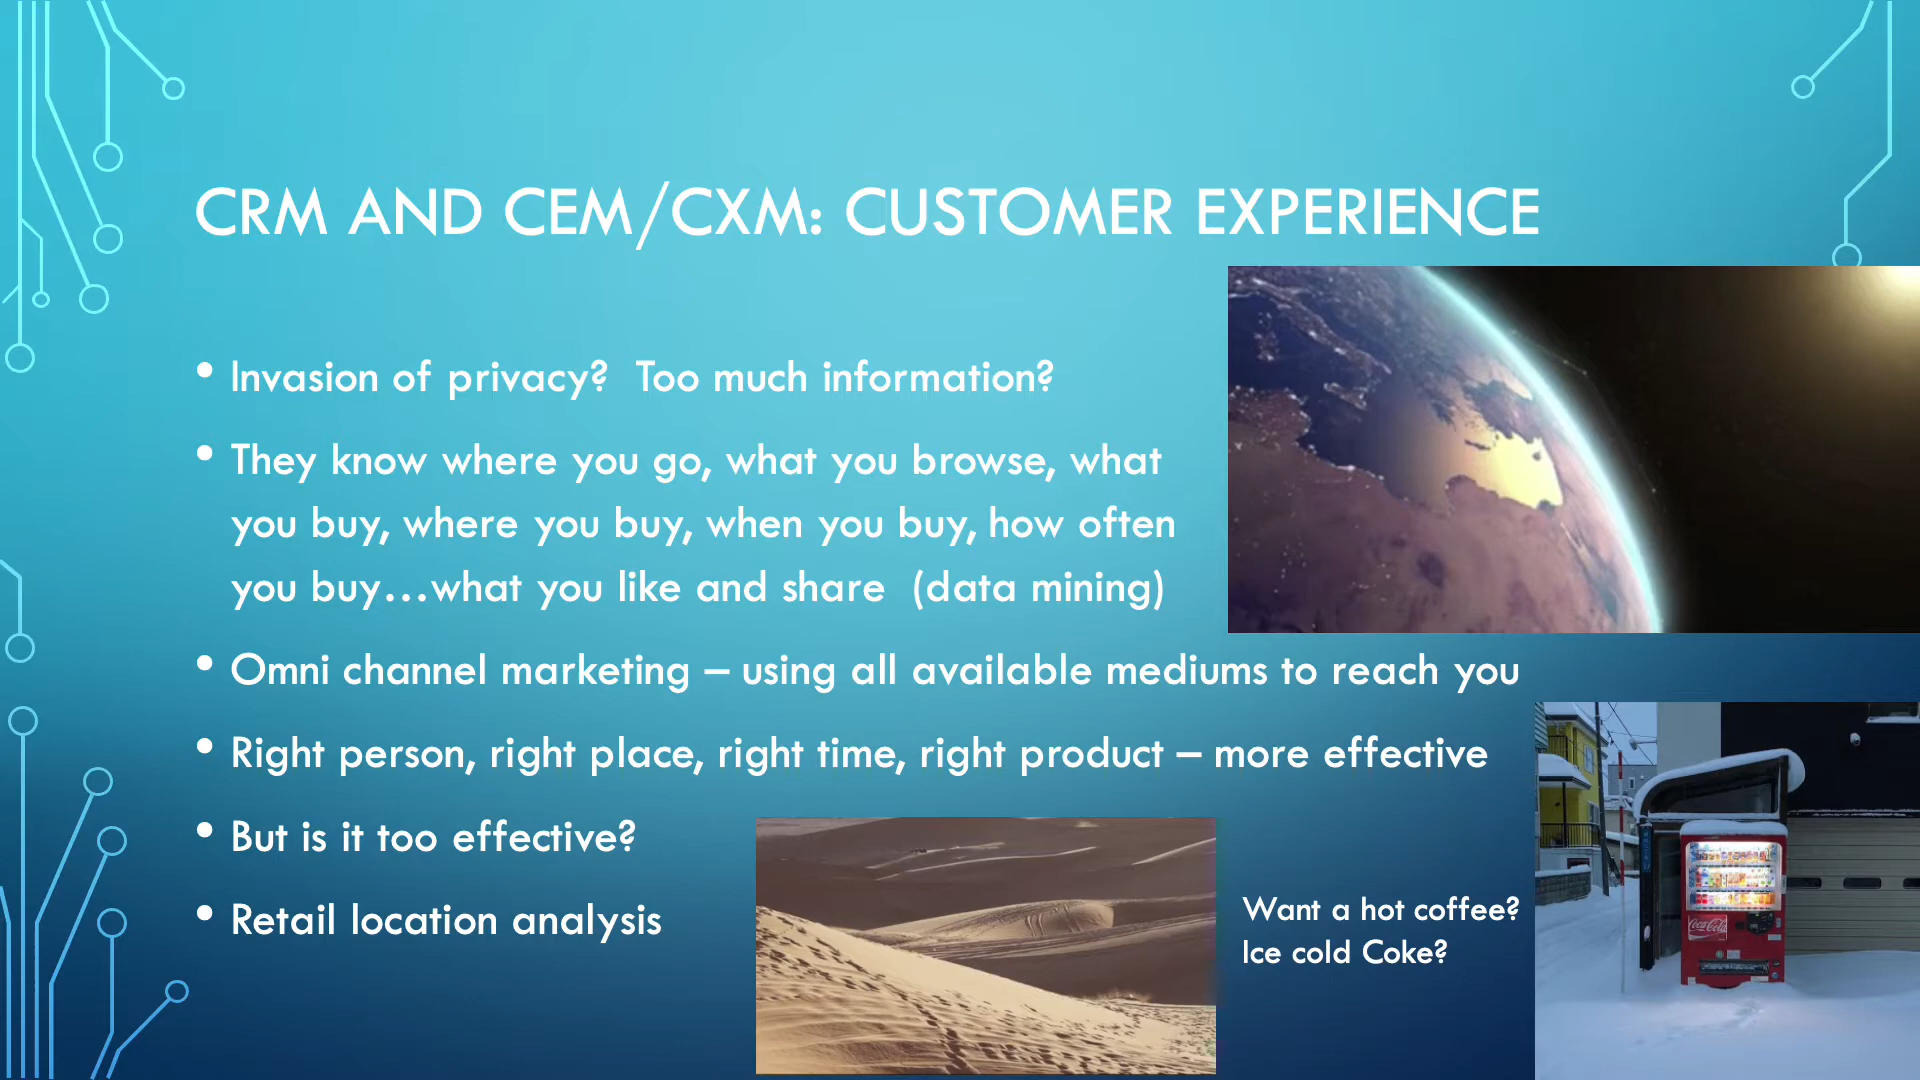 CRM AND CEM/CXM: CUSTOMER EXPERIENCE
• Invasion of privacy?  Too much information?
• They know where you go, what you browse, what
you buy, where you buy, when you buy, how often
you buy…what you like and share  (data mining)
• Omni channel marketing – using all available mediums to reach you
• Right person, right place, right time, right product – more effective
• But is it too effective?
• Retail location analysis
Want a hot coffee?
Ice cold Coke?
Coca-Cola